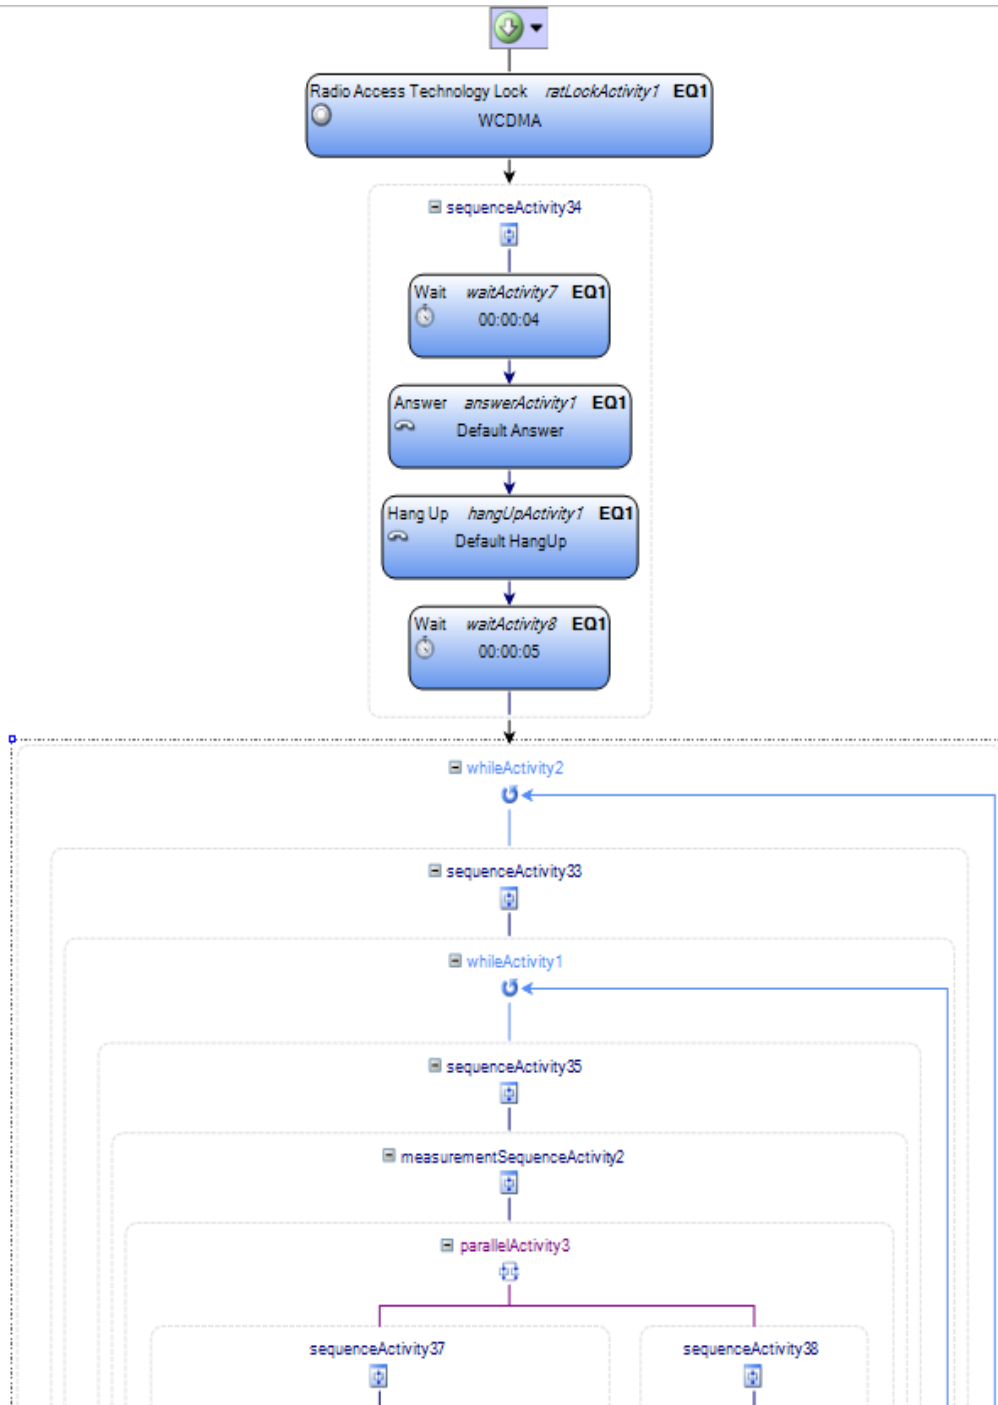 Radio Access Technology Lock ratLockActivity1 EQ1
WCDMA
sequenceActivity34
Wait waitActivity7 EQ1
00:00:04
Answer answerActivity1 EQ1
Default Answer
Hang Up hangUpActivity1 EQ1
Default HangUp
Wait waitActivity8 EQ1
00:00:05
whileActivity2
sequenceActivity33
whileActivity1
sequenceActivity35
measurementSequenceActivity2
parallelActivity3
sequenceActivity37 sequenceActivity38